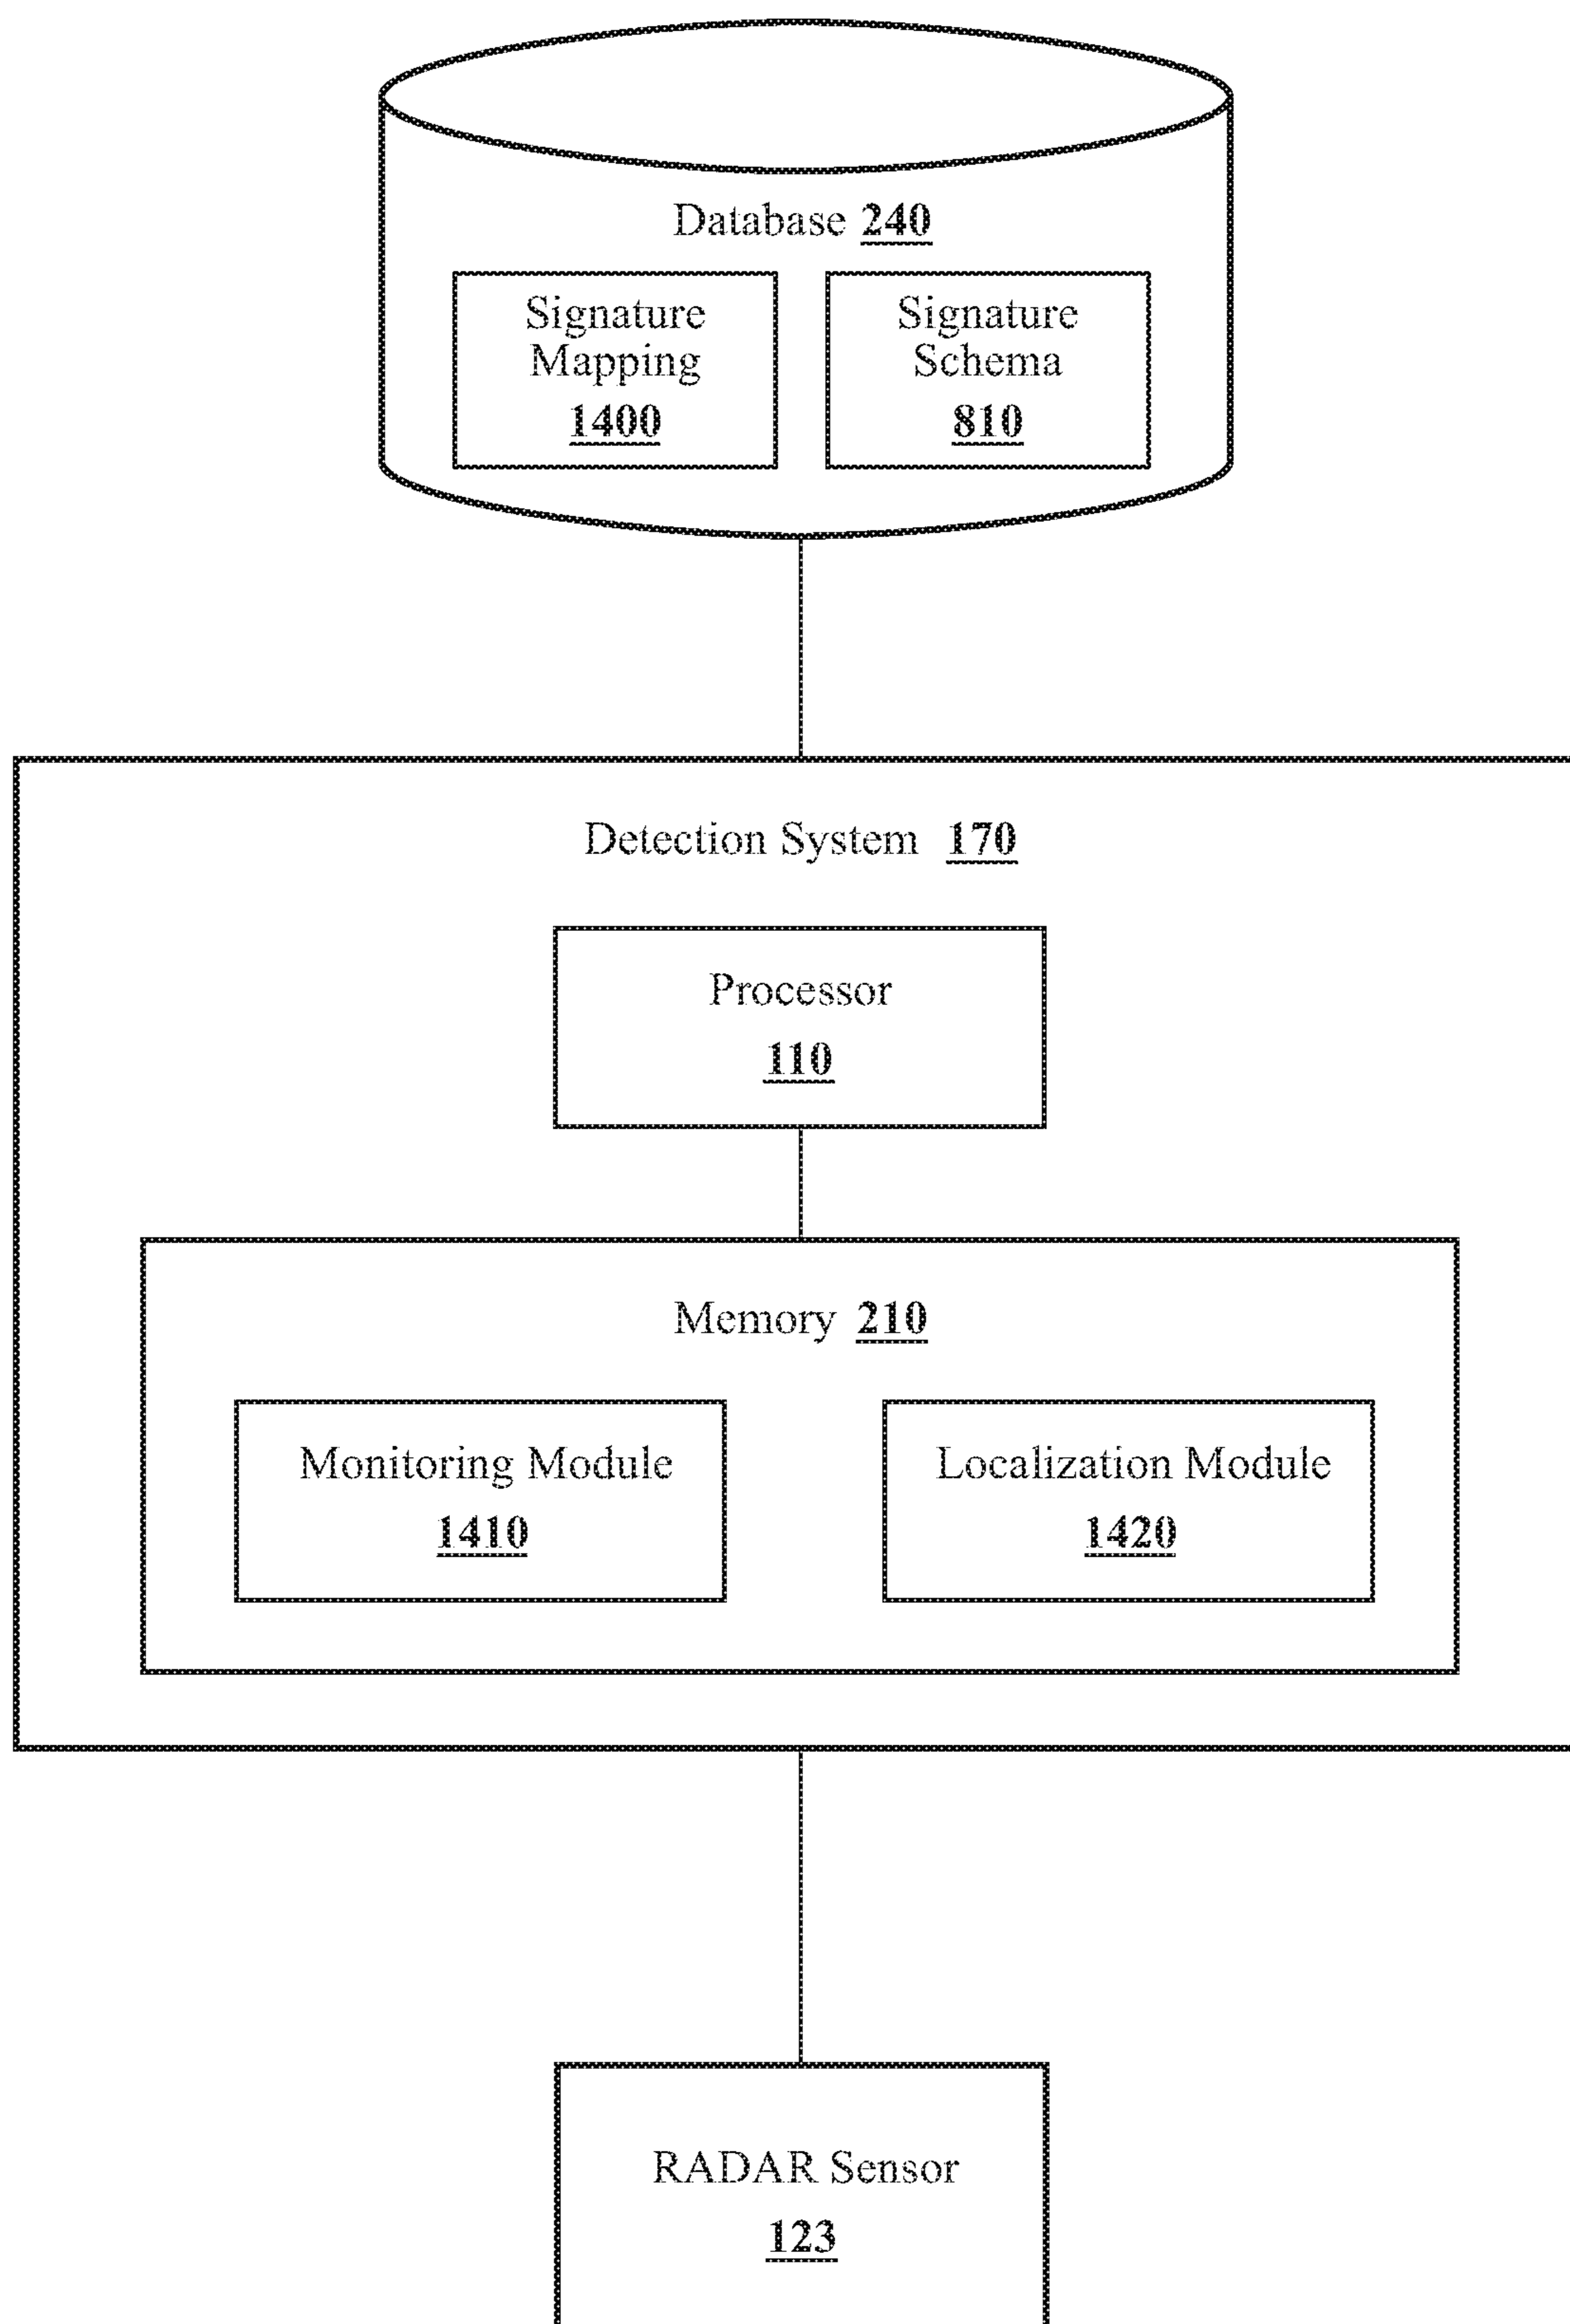 Database 240
Signature
Mapping
1400
Signature
Schema
810
Detection System 170
Processor
110
Memory 210
Monitoring Module
1410
Localization Module
1420
RADAR Sensor
123